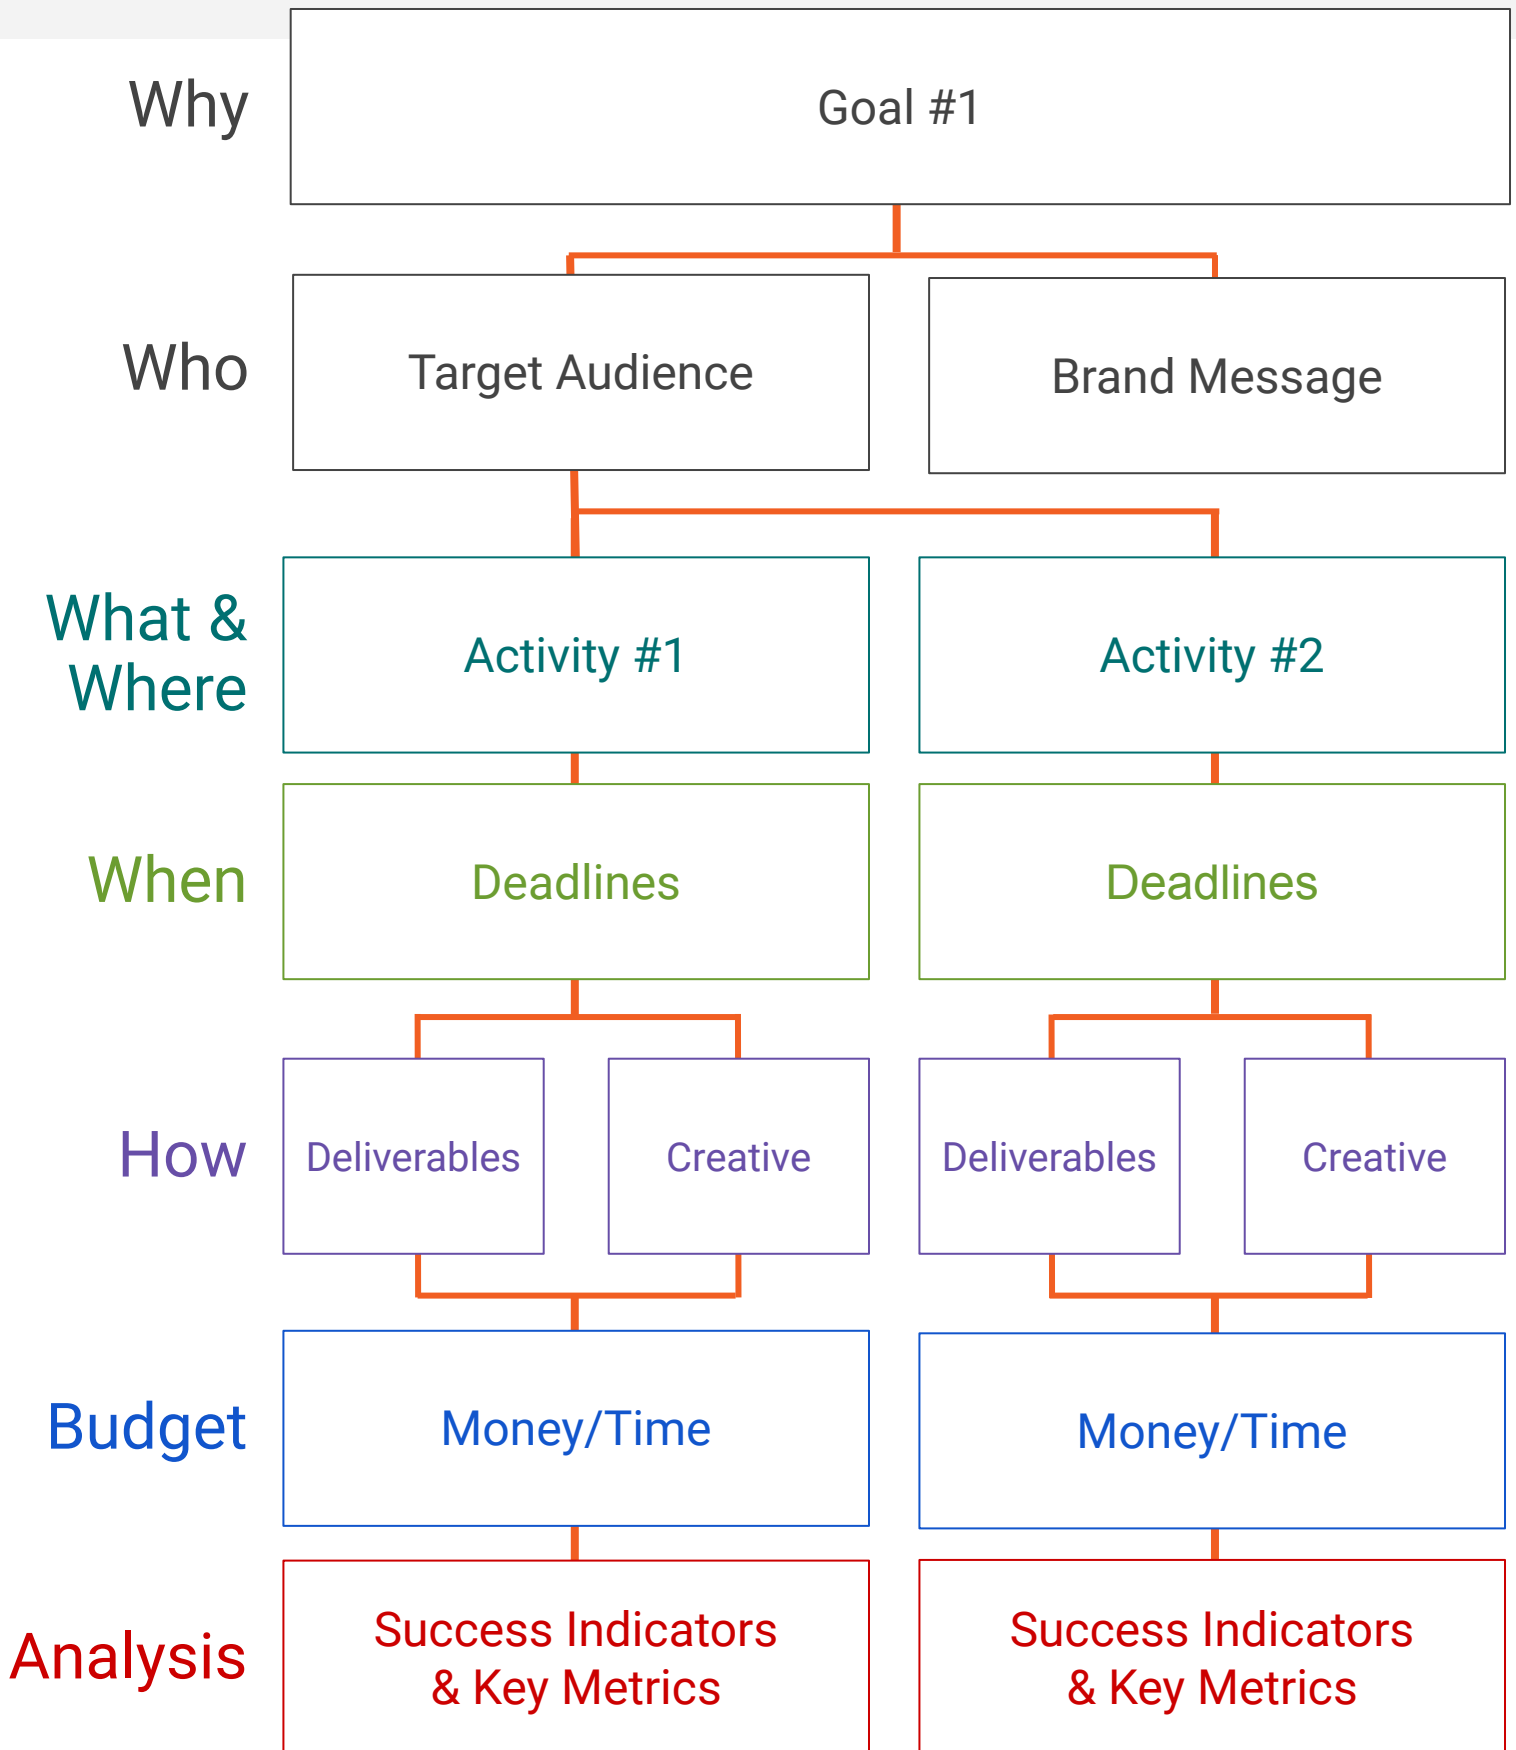 Why
Goal #1
Who
Target Audience
Brand Message
What &
Where
Activity #1
Activity #2
When
Deadlines
Deadlines
How
Deliverables
Creative
Deliverables
Creative
Budget
Money/Time
Money/Time
Analysis
Success Indicators
& Key Metrics
Success Indicators
& Key Metrics